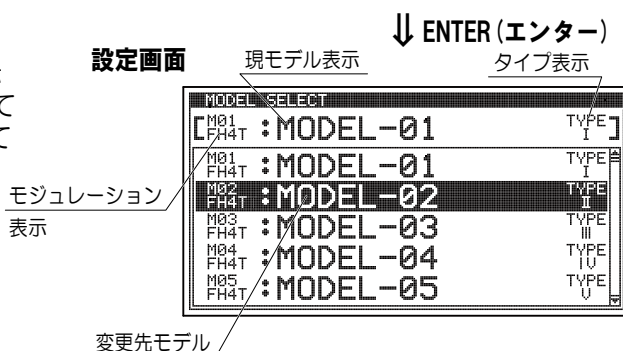 ⇓ ENTER (エンター)
設定画面
現モデル表示
タイプ表示
て
て
MODEL SELECT
[M01 FH4T :MODEL-01 TYPE I]
M01 FH4T :MODEL-01 TYPE I
M02 FH4T :MODEL-02 TYPE II
M03 FH4T :MODEL-03 TYPE III
M04 FH4T :MODEL-04 TYPE IV
M05 FH4T :MODEL-05 TYPE V
モジュレーション
表示
変更先モデル